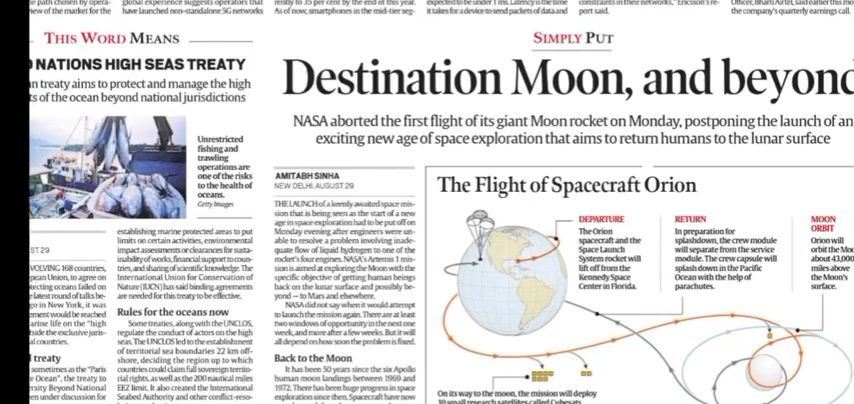 global experience suggests operators that
have launched non-standalone 5G networks
view of the market for the
rently to 35 per cent by the end of this year.
As of now, smartphones in the mid-tier seg-
expected to be under 1 ms. Latency is the time
it takes for a device to send packets of data and
constraints in their networks," Ericsson's re-
port said.
the company's quarterly earnings call.
THIS WORD MEANS
NATIONS HIGH SEAS TREATY
treaty aims to protect and manage the high
of the ocean beyond national jurisdictions
Unrestricted
fishing and
trawling
operations are
one of the risks
to the health of
oceans.
Getty Images
VOLVING 168 countries,
pean Union, to agree on
tecting oceans failed on
latest round of talks be-
go in New York, it was
ement would be reached
arine life on the "high
side the exclusive juris-
al countries.
treaty
sometimes as the "Paris
Ocean", the treaty to
rsity Beyond National
en under discussion for
establishing marine protected areas to put
limits on certain activities, environmental
impact assessments or clearances for susta-
inability of works, financial support to coun-
tries, and sharing of scientific knowledge. The
International Union for Conservation of
Nature (IUCN) has said binding agreements
are needed for this treaty to be effective.
Rules for the oceans now
Some treaties, along with the UNCLOS,
regulate the conduct of actors on the high
seas. The UNCLOS led to the establishment
of territorial sea boundaries 22 km off-
shore, deciding the region up to which
countries could claim full sovereign territo-
rial rights, as well as the 200 nautical miles
EEZ limit. It also created the International
Seabed Authority and other conflict-reso-
SIMPLY PUT
Destination Moon, and beyond
NASA aborted the first flight of its giant Moon rocket on Monday, postponing the launch of an
exciting new age of space exploration that aims to return humans to the lunar surface
AMITABH SINHA
NEW DELHI, AUGUST 29
THE LAUNCH of a keenly awaited space mis-
sion that is being seen as the start of a new
age in space exploration had to be put off on
Monday evening after engineers were un-
able to resolve a problem involving inade-
quate flow of liquid hydrogen to one of the
rocket's four engines. NASA's Artemis 1 mis-
sion is aimed at exploring the Moon with the
specific objective of getting human beings
back on the lunar surface and possibly be-
yond — to Mars and elsewhere.
NASA did not say when it would attempt
to launch the mission again. There are at least
two windows of opportunity in the next one
week, and more after a few weeks. But it will
all depend on how soon the problem is fixed.
Back to the Moon
It has been 50 years since the six Apollo
human moon landings between 1969 and
1972. There has been huge progress in space
exploration since then. Spacecraft have now
The Flight of Spacecraft Orion
DEPARTURE
The Orion
spacecraft and the
Space Launch
System rocket will
lift off from the
Kennedy Space
Center in Florida.
RETURN
In preparation for
splashdown, the crew module
will separate from the service
module. The crew capsule will
splash down in the Pacific
Ocean with the help of
parachutes.
MOON
ORBIT
Orion will
orbit the Moo
about 43,000
miles above
the Moon's
surface.
On its way to the moon, the mission will deploy
10 small research satellites called Cubesats.